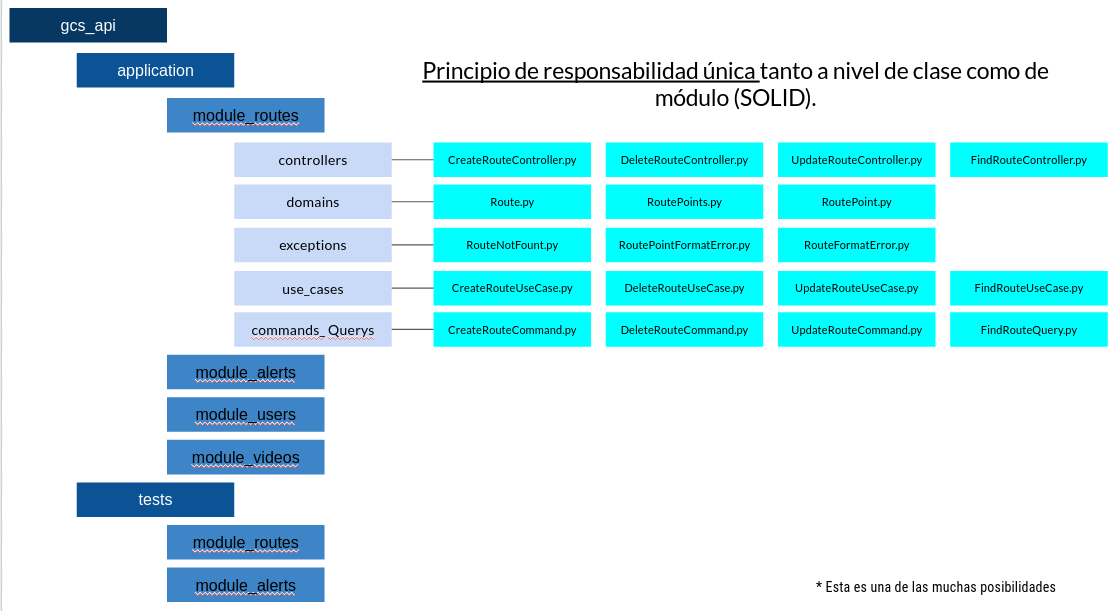 gcs_api
application
Principio de responsabilidad única tanto a nivel de clase como de
módulo (SOLID).
module_routes
controllers CreateRouteController.py DeleteRouteController.py UpdateRouteController.py FindRouteController.py
domains Route.py RoutePoints.py RoutePoint.py
exceptions RouteNotFount.py RoutePointFormatError.py RouteFormatError.py
use_cases CreateRouteUseCase.py DeleteRouteUseCase.py UpdateRouteUseCase.py FindRouteUseCase.py
commands_Querys CreateRouteCommand.py DeleteRouteCommand.py UpdateRouteCommand.py FindRouteQuery.py
module_alerts
module_users
module_videos
tests
module_routes
module_alerts
* Esta es una de las muchas posibilidades